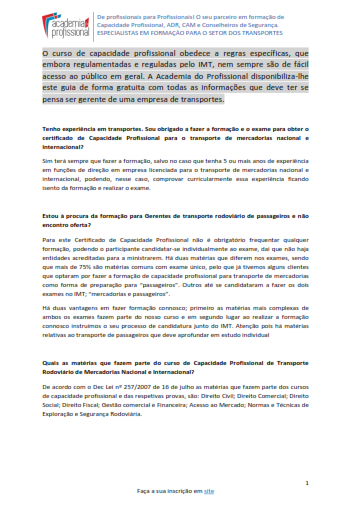 academia
profissional
De profissionais para Profissionais! O seu parceiro em formação de
Capacidade Profissional, ADR, CAM e Conselheiros de Segurança.
ESPECIALISTAS EM FORMAÇÃO PARA O SETOR DOS TRANSPORTES
O curso de capacidade profissional obedece a regras específicas, que
embora regulamentadas e reguladas pelo IMT, nem sempre são de fácil
acesso ao público em geral. A Academia do Profissional disponibiliza-lhe
este guia de forma gratuita com todas as informações que deve ter se
pensa ser gerente de uma empresa de transportes.
Tenho experiência em transportes. Sou obrigado a fazer a formação e o exame para obter o
certificado de Capacidade Profissional para o transporte de mercadorias nacional e
internacional?
Sim terá sempre que fazer a formação, salvo no caso que tenha 5 ou mais anos de experiência
em funções de direção em empresa licenciada para o transporte de mercadorias nacional e
internacional, podendo, nesse caso, comprovar curricularmente essa experiência ficando
isento da formação e realizar o exame.
Estou à procura da formação para Gerentes de transporte rodoviário de passageiros e não
encontro oferta?
Para este Certificado de Capacidade Profissional não é obrigatório frequentar qualquer
formação, podendo o participante candidatar-se individualmente ao exame, daí que não haja
entidades acreditadas para a ministrarem. Há duas matérias que diferem nos exames, sendo
que mais de 75% são matérias comuns com exame único, pelo que já tivemos alguns clientes
que optaram por fazer a formação de capacidade profissional para transporte de mercadorias
como forma de preparação para "passageiros". Outros até se candidataram a fazer os dois
exames no IMT; "mercadorias e passageiros".
Há duas vantagens em fazer formação connosco; primeiro as matérias mais complexas de
ambos os exames fazem parte do nosso curso e em segundo lugar ao realizar a formação
connosco instruimos o seu processo de candidatura junto do IMT. Atenção pois há matérias
relativas ao transporte de passageiros que deve aprofundar em estudo individual
Quais as matérias que fazem parte do curso de Capacidade Profissional de Transporte
Rodoviário de Mercadorias Nacional e Internacional?
De acordo com o Dec Lei nº 257/2007 de 16 de julho as matérias que fazem parte dos cursos
de capacidade profissional e das respetivas provas, são: Direito Civil; Direito Comercial; Direito
Social; Direito Fiscal; Gestão comercial e Financeira; Acesso ao Mercado; Normas e Técnicas de
Exploração e Segurança Rodoviária.
1
Faça a sua inscrição em site